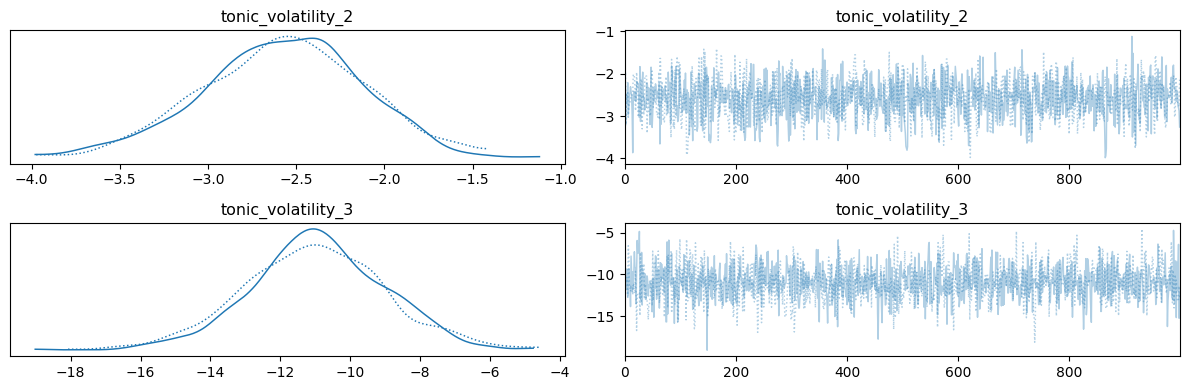 tonic_volatility_2
−4.0 −3.5 −3.0 −2.5 −2.0 −1.5 −1.0
tonic_volatility_2
−1
−2
−3
−4
0 200 400 600 800
tonic_volatility_3
−18 −16 −14 −12 −10 −8 −6 −4
tonic_volatility_3
−5
−10
−15
0 200 400 600 800